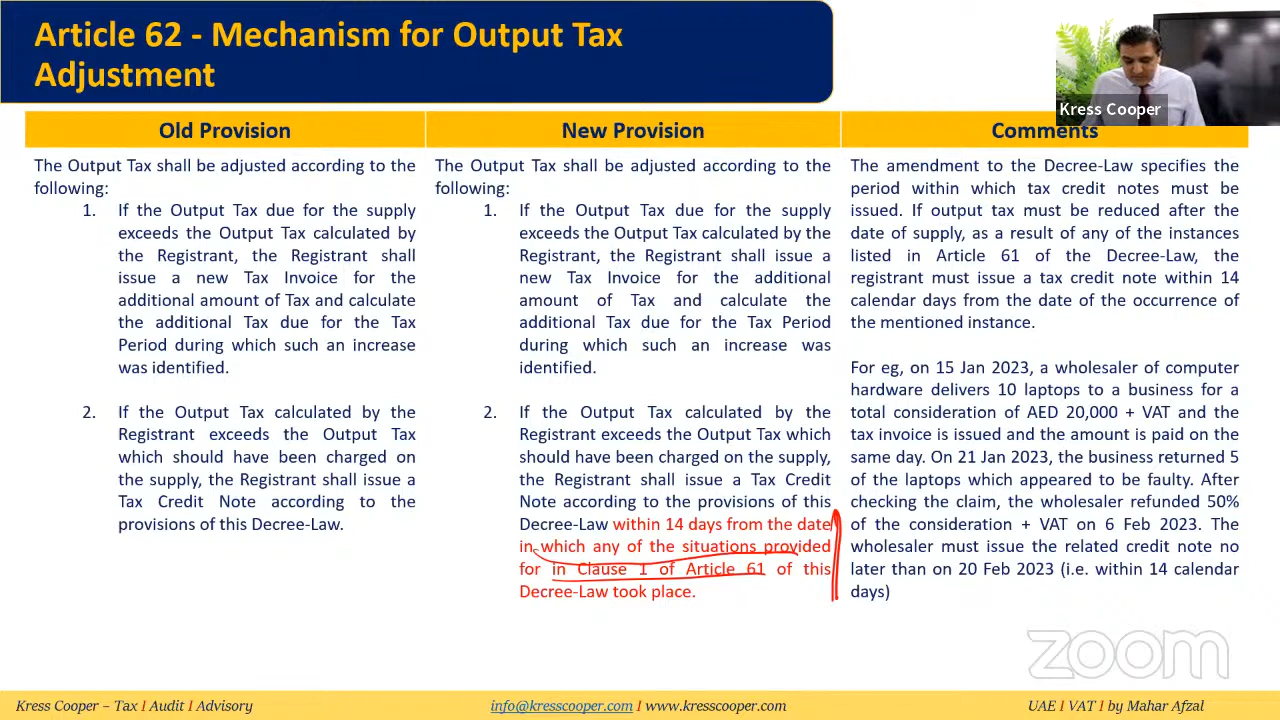 Article 62 - Mechanism for Output Tax
Adjustment
Kress Cooper
Old Provision
The Output Tax shall be adjusted according to the
following:
1. If the Output Tax due for the supply
exceeds the Output Tax calculated by
the Registrant, the Registrant shall
issue a new Tax Invoice for the
additional amount of Tax and calculate
the additional Tax due for the Tax
Period during which such an increase
was identified.
2. If the Output Tax calculated by the
Registrant exceeds the Output Tax
which should have been charged on
the supply, the Registrant shall issue a
Tax Credit Note according to the
provisions of this Decree-Law.
New Provision
The Output Tax shall be adjusted according to the
following:
1. If the Output Tax due for the supply
exceeds the Output Tax calculated by the
Registrant, the Registrant shall issue a
new Tax Invoice for the additional
amount of Tax and calculate the
additional Tax due for the Tax Period
during which such an increase was
identified.
2. If the Output Tax calculated by the
Registrant exceeds the Output Tax which
should have been charged on the supply,
the Registrant shall issue a Tax Credit
Note according to the provisions of this
Decree-Law within 14 days from the date
in which any of the situations provided
for in Clause 1 of Article 61 of this
Decree-Law took place.
Comments
The amendment to the Decree-Law specifies the
period within which tax credit notes must be
issued. If output tax must be reduced after the
date of supply, as a result of any of the instances
listed in Article 61 of the Decree-Law, the
registrant must issue a tax credit note within 14
calendar days from the date of the occurrence of
the mentioned instance.
For eg, on 15 Jan 2023, a wholesaler of computer
hardware delivers 10 laptops to a business for a
total consideration of AED 20,000 + VAT and the
tax invoice is issued and the amount is paid on the
same day. On 21 Jan 2023, the business returned 5
of the laptops which appeared to be faulty. After
checking the claim, the wholesaler refunded 50%
of the consideration + VAT on 6 Feb 2023. The
wholesaler must issue the related credit note no
later than on 20 Feb 2023 (i.e. within 14 calendar
days)
zoom
Kress Cooper – Tax I Audit I Advisory
info@kresscooper.com I www.kresscooper.com
UAE I VAT I by Mahar Afzal